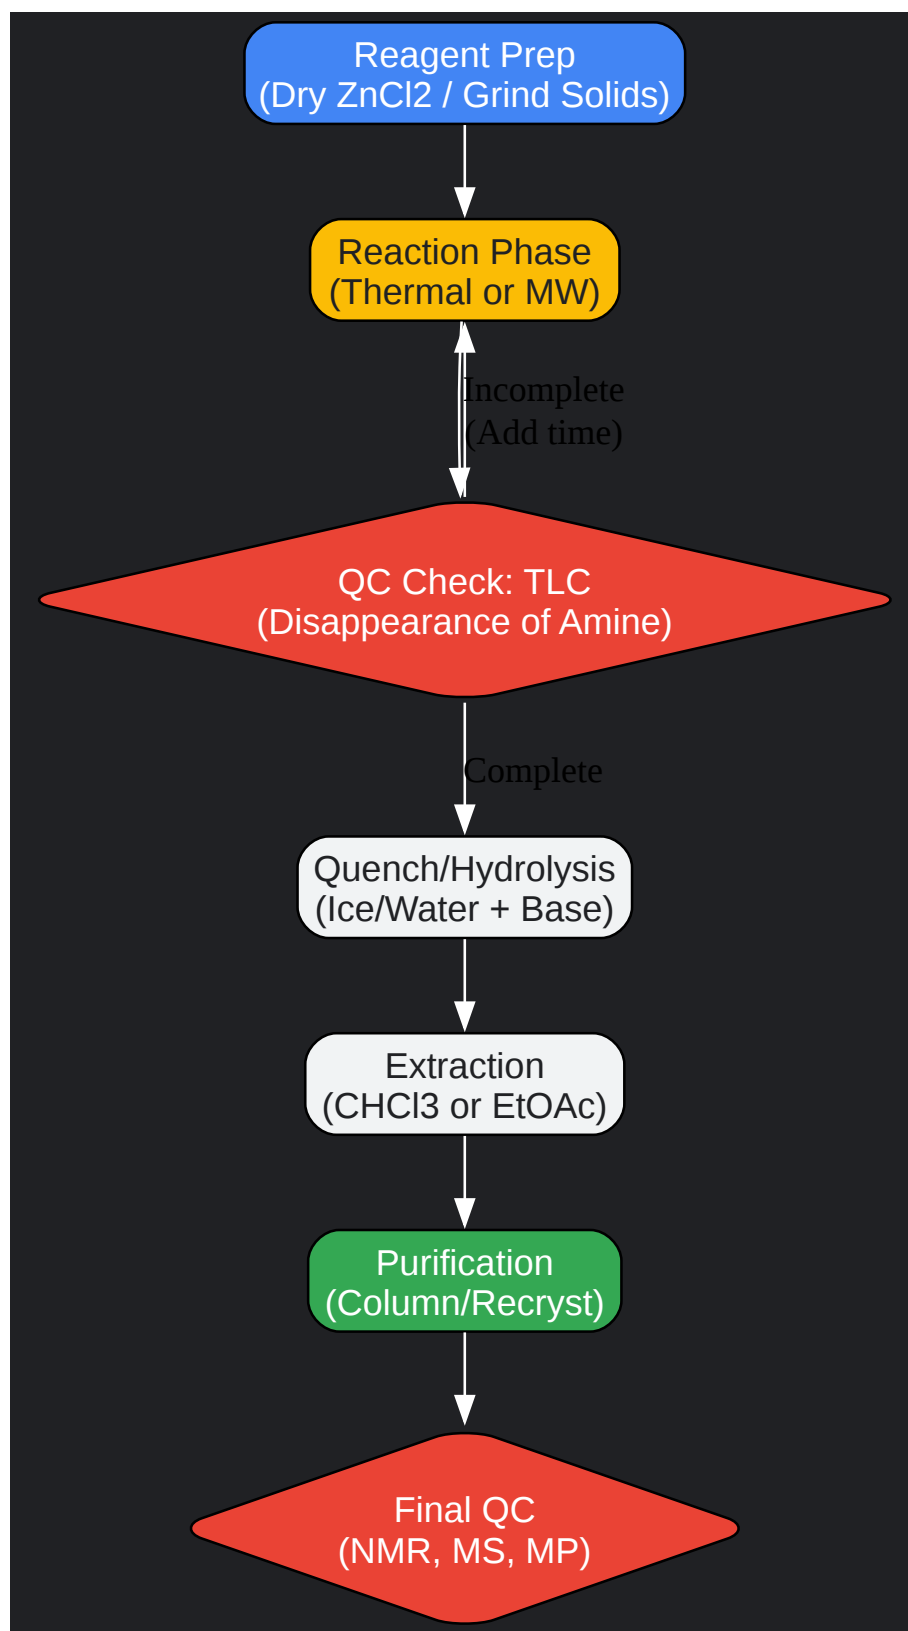 Reagent Prep
(Dry ZnCl2 / Grind Solids)
Reaction Phase
(Thermal or MW)
Incomplete
(Add time)
QC Check: TLC
(Disappearance of Amine)
Complete
Quench/Hydrolysis
(Ice/Water + Base)
Extraction
(CHCl3 or EtOAc)
Purification
(Column/Recryst)
Final QC
(NMR, MS, MP)